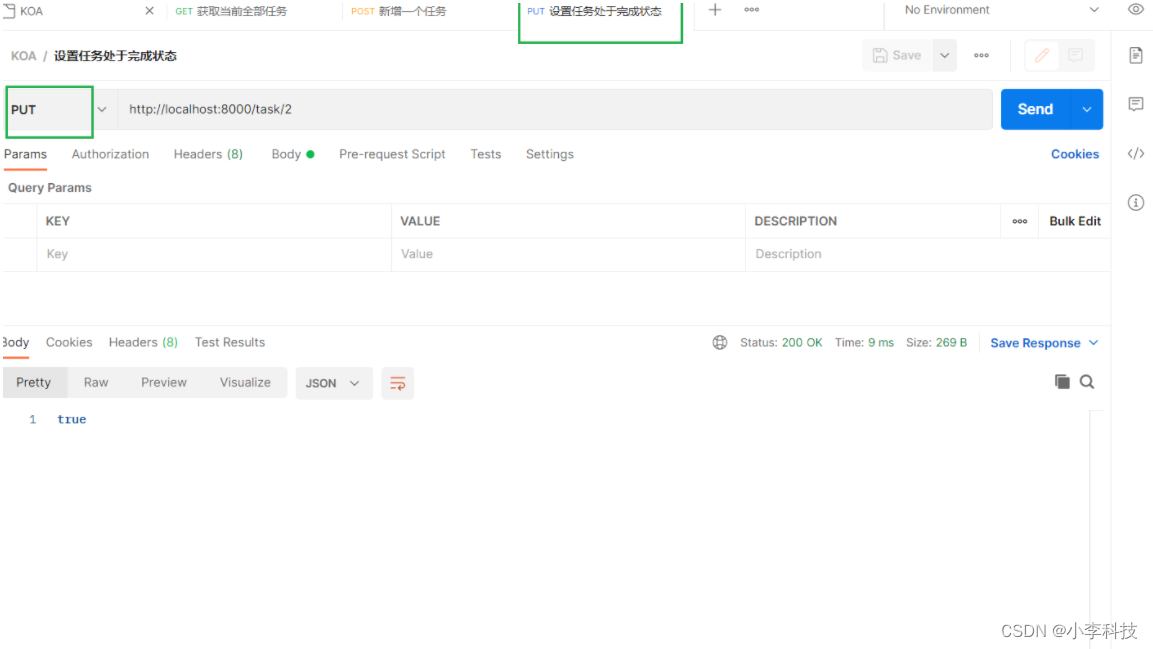 KOA GET 获取当前全部任务 POST 新增一个任务 PUT 设置任务处于完成状态 No Environment
KOA / 设置任务处于完成状态 Save
PUT http://localhost:8000/task/2 Send
Params Authorization Headers (8) Body Pre-request Script Tests Settings Cookies
Query Params
KEY VALUE DESCRIPTION Bulk Edit
Key Value Description
Body Cookies Headers (8) Test Results Status: 200 OK Time: 9 ms Size: 269 B Save Response
Pretty Raw Preview Visualize JSON
1 true
CSDN @小李科技